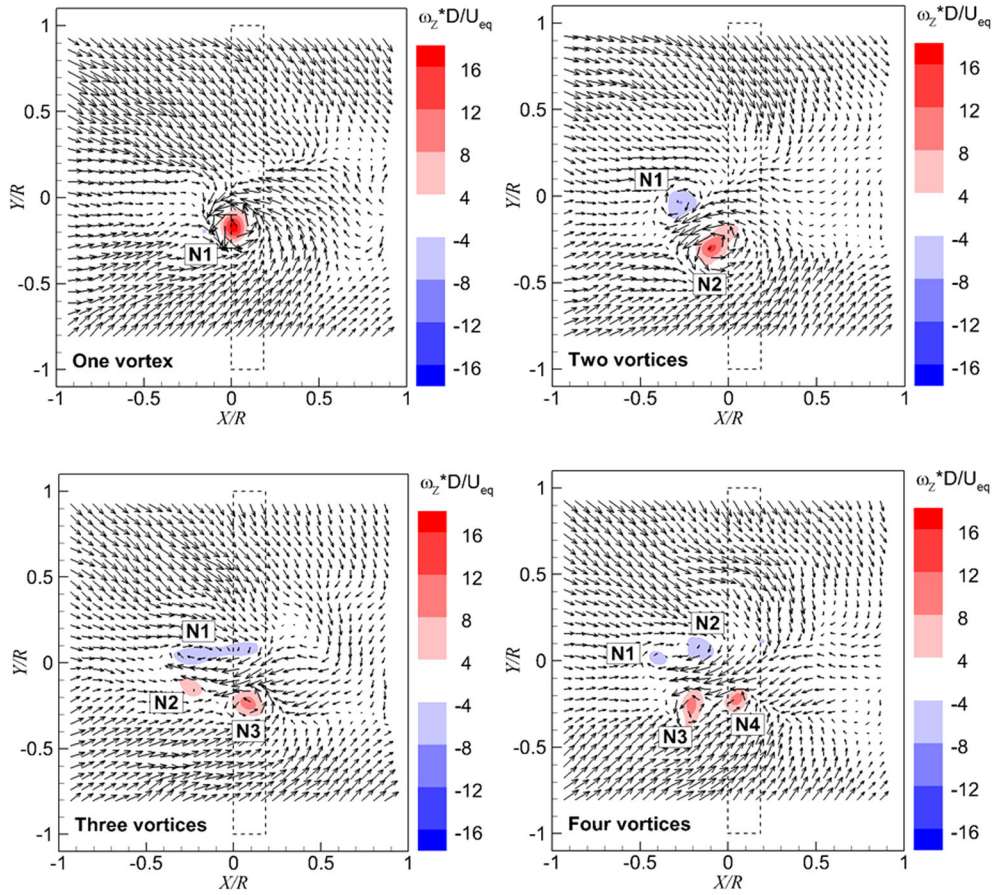 ω_Z*D/U_eq
1
0.5
0
-0.5
-1
Y/R
N1
One vortex
-1 -0.5 0 0.5 1
X/R
16
12
8
4
-4
-8
-12
-16
ω_Z*D/U_eq
1
0.5
0
-0.5
-1
Y/R
N1
N2
Two vortices
-1 -0.5 0 0.5 1
X/R
16
12
8
4
-4
-8
-12
-16
ω_Z*D/U_eq
1
0.5
0
-0.5
-1
Y/R
N1
N2
N3
Three vortices
-1 -0.5 0 0.5 1
X/R
16
12
8
4
-4
-8
-12
-16
ω_Z*D/U_eq
1
0.5
0
-0.5
-1
Y/R
N2
N1
N3 N4
Four vortices
-1 -0.5 0 0.5 1
X/R
16
12
8
4
-4
-8
-12
-16